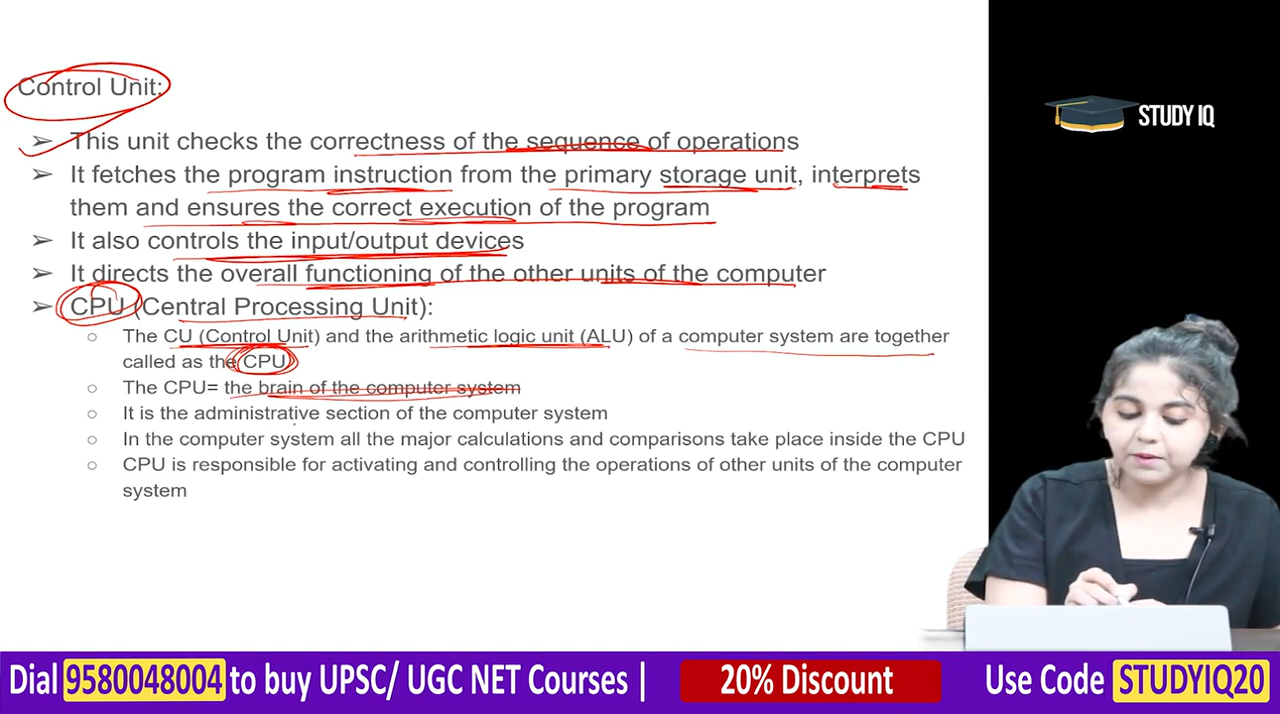 Control Unit:
➢ This unit checks the correctness of the sequence of operations
➢ It fetches the program instruction from the primary storage unit, interprets
them and ensures the correct execution of the program
➢ It also controls the input/output devices
➢ It directs the overall functioning of the other units of the computer
➢ CPU (Central Processing Unit):
○ The CU (Control Unit) and the arithmetic logic unit (ALU) of a computer system are together
called as the CPU
○ The CPU= the brain of the computer system
○ It is the administrative section of the computer system
○ In the computer system all the major calculations and comparisons take place inside the CPU
○ CPU is responsible for activating and controlling the operations of other units of the computer
system
STUDY IQ
Dial 9580048004 to buy UPSC/ UGC NET Courses | 20% Discount Use Code STUDYIQ20